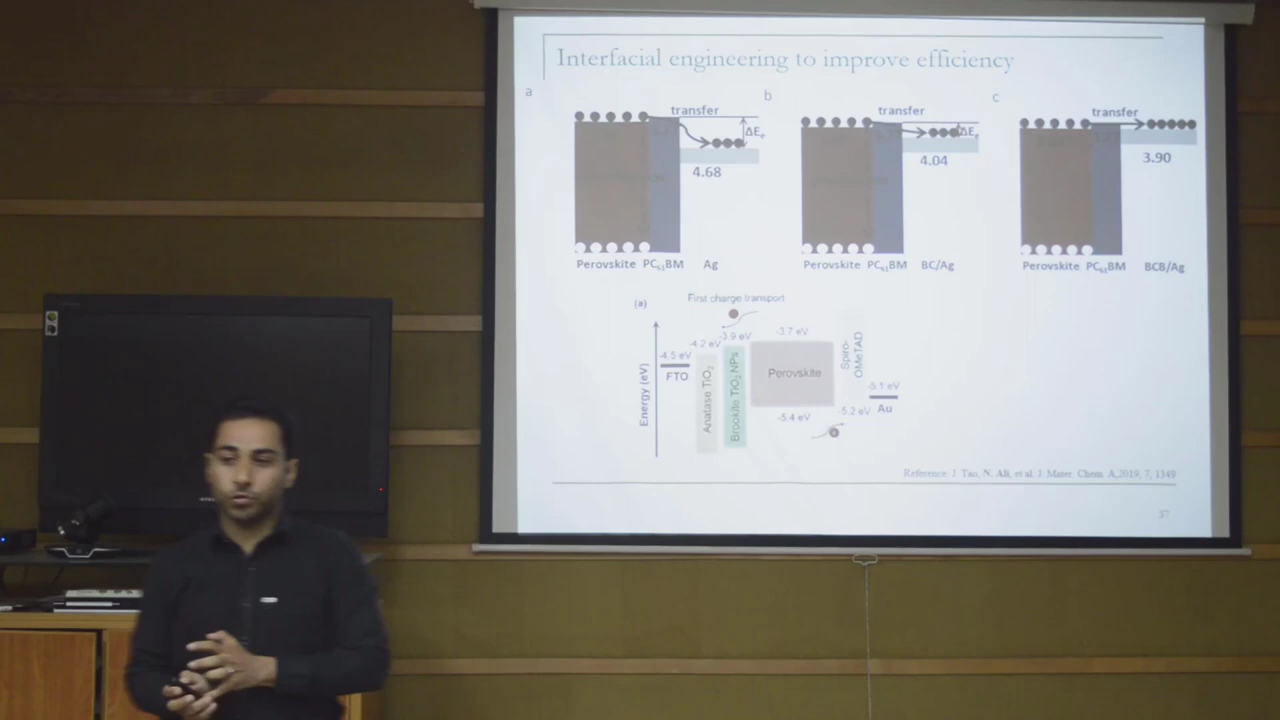 Interfacial engineering to improve efficiency
a
b
c
transfer
transfer
transfer
ΔEe
ΔEe
4.68
4.04
3.90
Perovskite PC61BM Ag
Perovskite PC61BM BC/Ag
Perovskite PC61BM BCB/Ag
(a)
First charge transport
Energy (eV)
-4.5 eV
FTO
-4.2 eV
Anatase TiO2
-3.9 eV
Brookite TiO2 NPs
-3.7 eV
Perovskite
-5.4 eV
Spiro-
OMeTAD
-5.2 eV
-5.1 eV
Au
Reference: J. Tao, N. Ali, et al. J. Mater. Chem. A,2019, 7, 1349
37